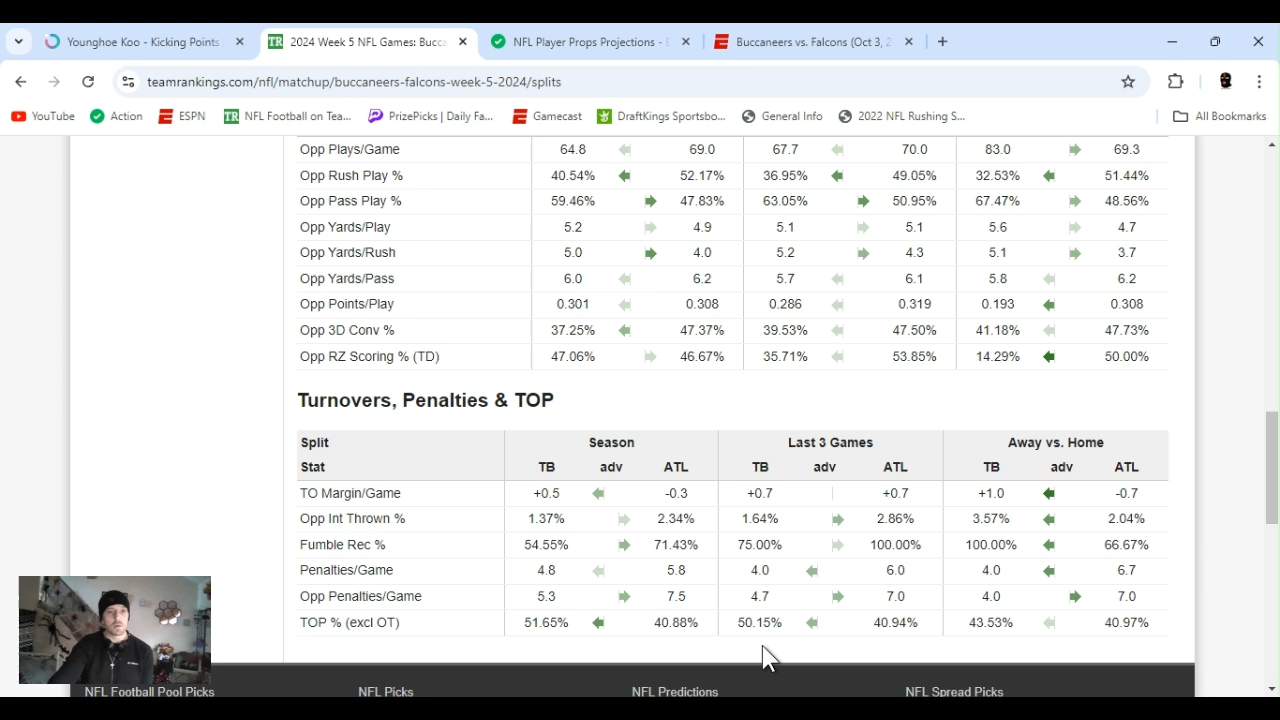 Younghoe Koo - Kicking Points
2024 Week 5 NFL Games: Bucca
NFL Player Props Projections -
Buccaneers vs. Falcons (Oct 3, 2
teamrankings.com/nfl/matchup/buccaneers-falcons-week-5-2024/splits
YouTube Action ESPN NFL Football on Tea... PrizePicks | Daily Fa... Gamecast DraftKings Sportsbo... General Info 2022 NFL Rushing S... All Bookmarks
Opp Plays/Game 64.8 69.0 67.7 70.0 83.0 69.3
Opp Rush Play % 40.54% 52.17% 36.95% 49.05% 32.53% 51.44%
Opp Pass Play % 59.46% 47.83% 63.05% 50.95% 67.47% 48.56%
Opp Yards/Play 5.2 4.9 5.1 5.1 5.6 4.7
Opp Yards/Rush 5.0 4.0 5.2 4.3 5.1 3.7
Opp Yards/Pass 6.0 6.2 5.7 6.1 5.8 6.2
Opp Points/Play 0.301 0.308 0.286 0.319 0.193 0.308
Opp 3D Conv % 37.25% 47.37% 39.53% 47.50% 41.18% 47.73%
Opp RZ Scoring % (TD) 47.06% 46.67% 35.71% 53.85% 14.29% 50.00%
Turnovers, Penalties & TOP
Split Season Last 3 Games Away vs. Home
Stat TB adv ATL TB adv ATL TB adv ATL
TO Margin/Game +0.5 -0.3 +0.7 +0.7 +1.0 -0.7
Opp Int Thrown % 1.37% 2.34% 1.64% 2.86% 3.57% 2.04%
Fumble Rec % 54.55% 71.43% 75.00% 100.00% 100.00% 66.67%
Penalties/Game 4.8 5.8 4.0 6.0 4.0 6.7
Opp Penalties/Game 5.3 7.5 4.7 7.0 4.0 7.0
TOP % (excl OT) 51.65% 40.88% 50.15% 40.94% 43.53% 40.97%
NFL Football Pool Picks NFL Picks NFL Predictions NFL Spread Picks